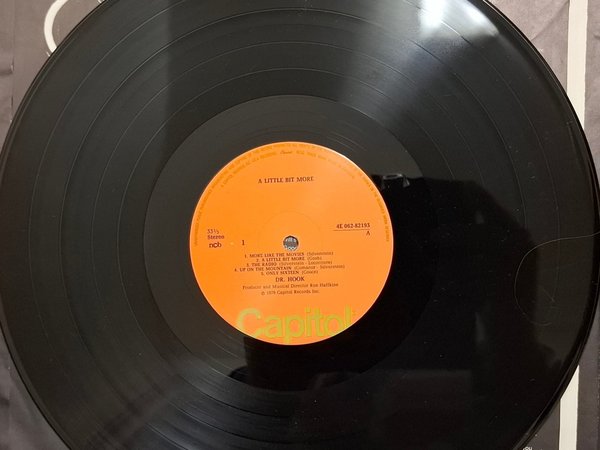 A LITTLE BIT MORE
33⅓
Stereo
ncb
1
4E 062-82193
A
1. MORE LIKE THE MOVIES (Silverstein)
2. A LITTLE BIT MORE (Gosh)
3. THE RADIO (Silverstein - Locorriere)
4. UP ON THE MOUNTAIN (Cummings - Silverstein)
5. ONLY SIXTEEN (Cooke)
DR. HOOK
Producer and Musical Director Ron Haffkine
℗ 1976 Capitol Records, Inc.
Capitol